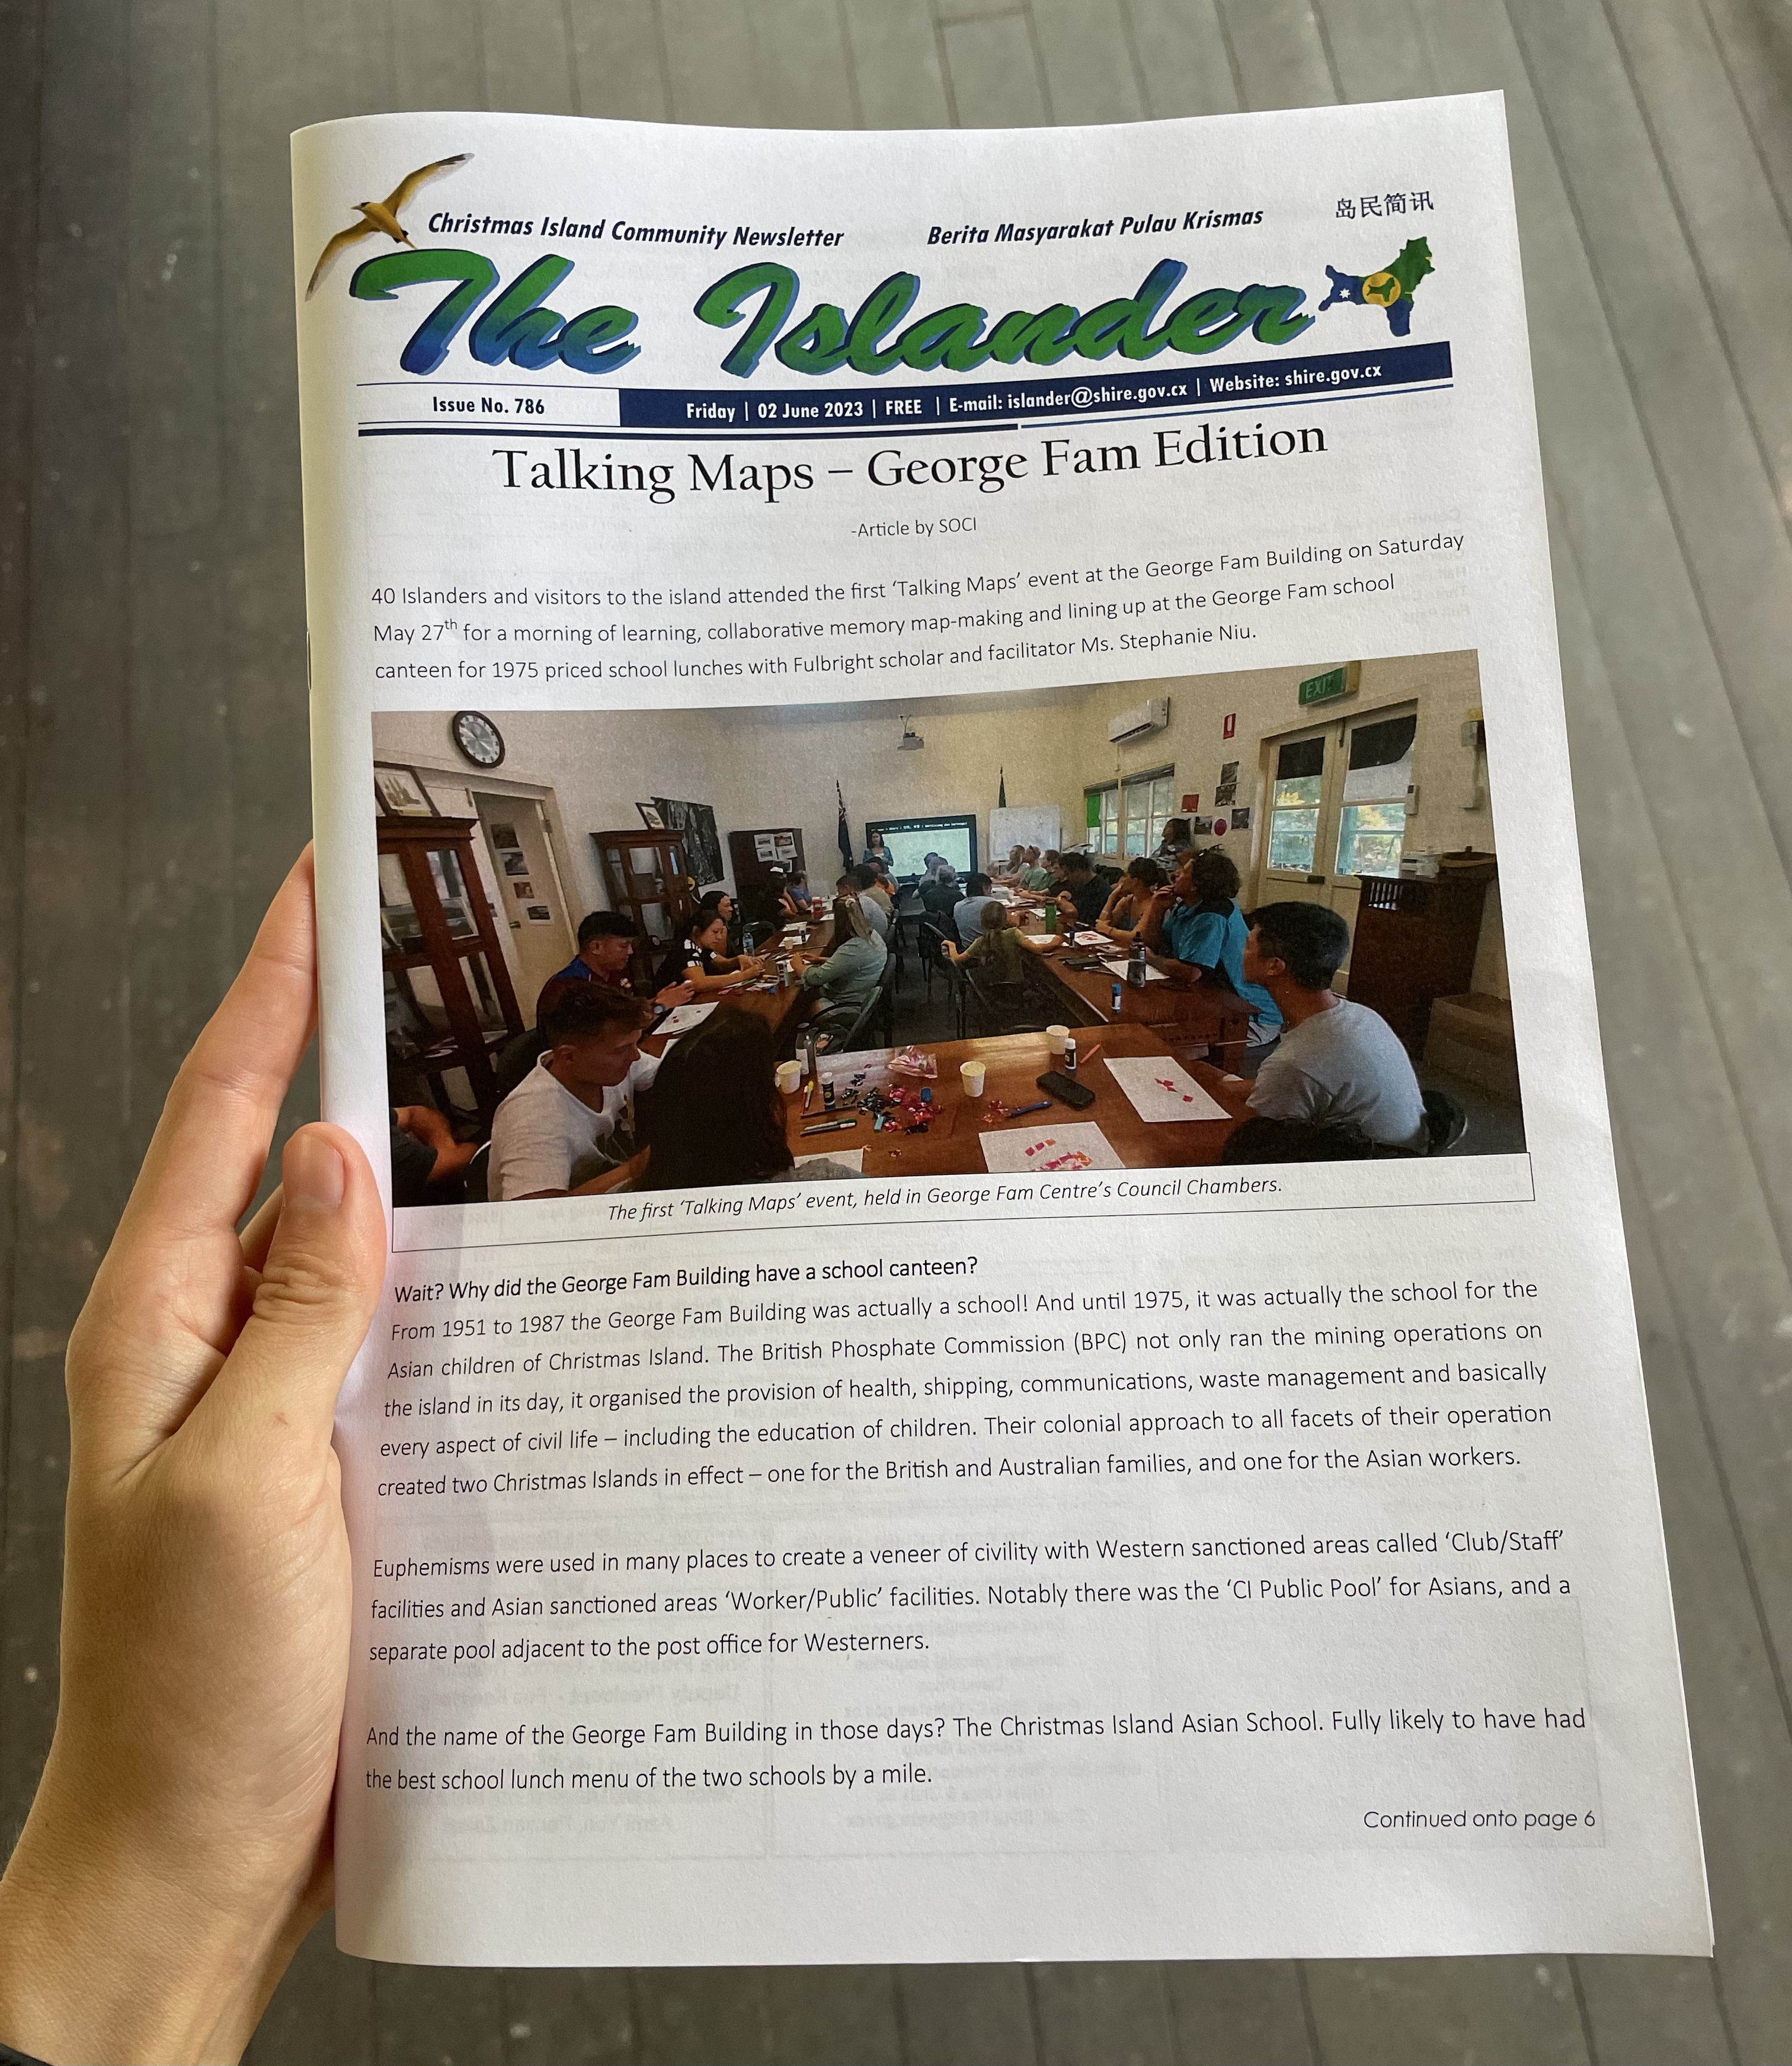 Christmas Island Community Newsletter Berita Masyarakat Pulau Krismas 岛民简讯
The Islander
Issue No. 786 Friday | 02 June 2023 | FREE | E-mail: islander@shire.gov.cx | Website: shire.gov.cx
Talking Maps – George Fam Edition
-Article by SOCI
40 Islanders and visitors to the island attended the first ‘Talking Maps’ event at the George Fam Building on Saturday
May 27th for a morning of learning, collaborative memory map-making and lining up at the George Fam school
canteen for 1975 priced school lunches with Fulbright scholar and facilitator Ms. Stephanie Niu.
EXIT
The first ‘Talking Maps’ event, held in George Fam Centre’s Council Chambers.
Wait? Why did the George Fam Building have a school canteen?
From 1951 to 1987 the George Fam Building was actually a school! And until 1975, it was actually the school for the
Asian children of Christmas Island. The British Phosphate Commission (BPC) not only ran the mining operations on
the island in its day, it organised the provision of health, shipping, communications, waste management and basically
every aspect of civil life – including the education of children. Their colonial approach to all facets of their operation
created two Christmas Islands in effect – one for the British and Australian families, and one for the Asian workers.
Euphemisms were used in many places to create a veneer of civility with Western sanctioned areas called ‘Club/Staff’
facilities and Asian sanctioned areas ‘Worker/Public’ facilities. Notably there was the ‘CI Public Pool’ for Asians, and a
separate pool adjacent to the post office for Westerners.
And the name of the George Fam Building in those days? The Christmas Island Asian School. Fully likely to have had
the best school lunch menu of the two schools by a mile.
Continued onto page 6